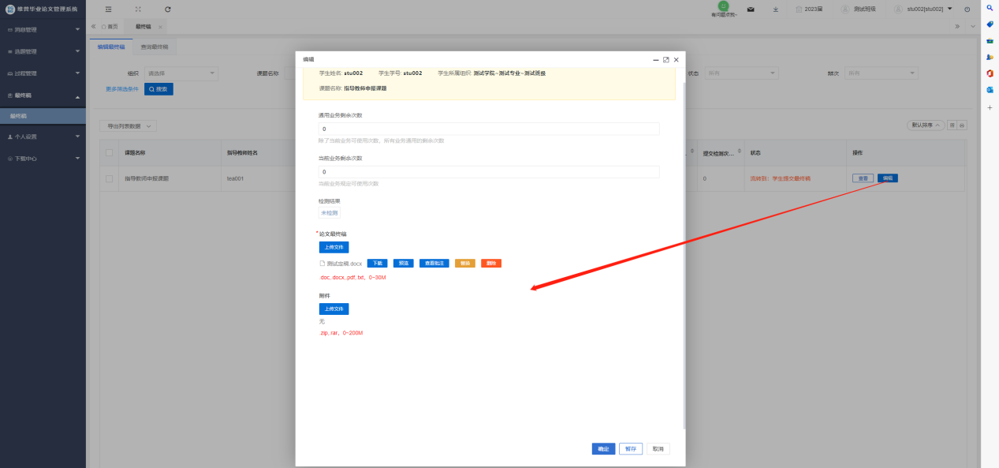 维普毕业论文管理系统
有问题点我~
2023届
测试班级
stu002[stu002]
消息管理
选题管理
过程管理
最终稿
最终稿
个人设置
下载中心
首页
最终稿
编辑最终稿
查询最终稿
组织
请选择
课题名称
状态
所有
批次
所有
更多筛选条件
搜索
导出列表数据
默认排序
课题名称
指导教师姓名
提交检测次...
状态
操作
指导教师申报课题
tea001
0
流转到：学生提交最终稿
查看
编辑
编辑
学生姓名: stu002 学生学号: stu002 学生所属组织: 测试学院~测试专业~测试班级
课题名称: 指导教师申报课题
通用业务剩余次数
0
除了当前业务可使用次数，所有业务通用的剩余次数
当前业务剩余次数
0
当前业务规定可使用次数
检测结果
未检测
*论文最终稿
上传文件
测试定稿.docx 下载 预览 查看批注 替换 删除
doc,.docx,.pdf,.txt，0~30M
附件
上传文件
无
.zip,.rar，0~200M
确定 暂存 取消